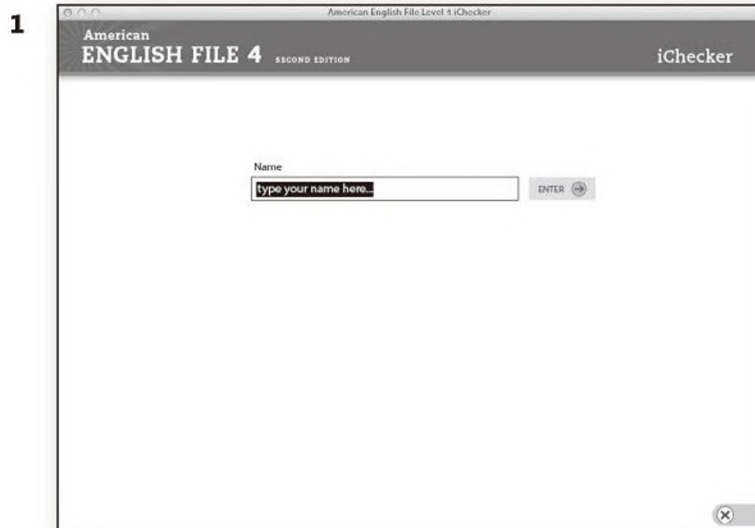 1
American English File Level 4 iChecker
American
ENGLISH FILE 4 SECOND EDITION
iChecker
Name
type your name here...
ENTER